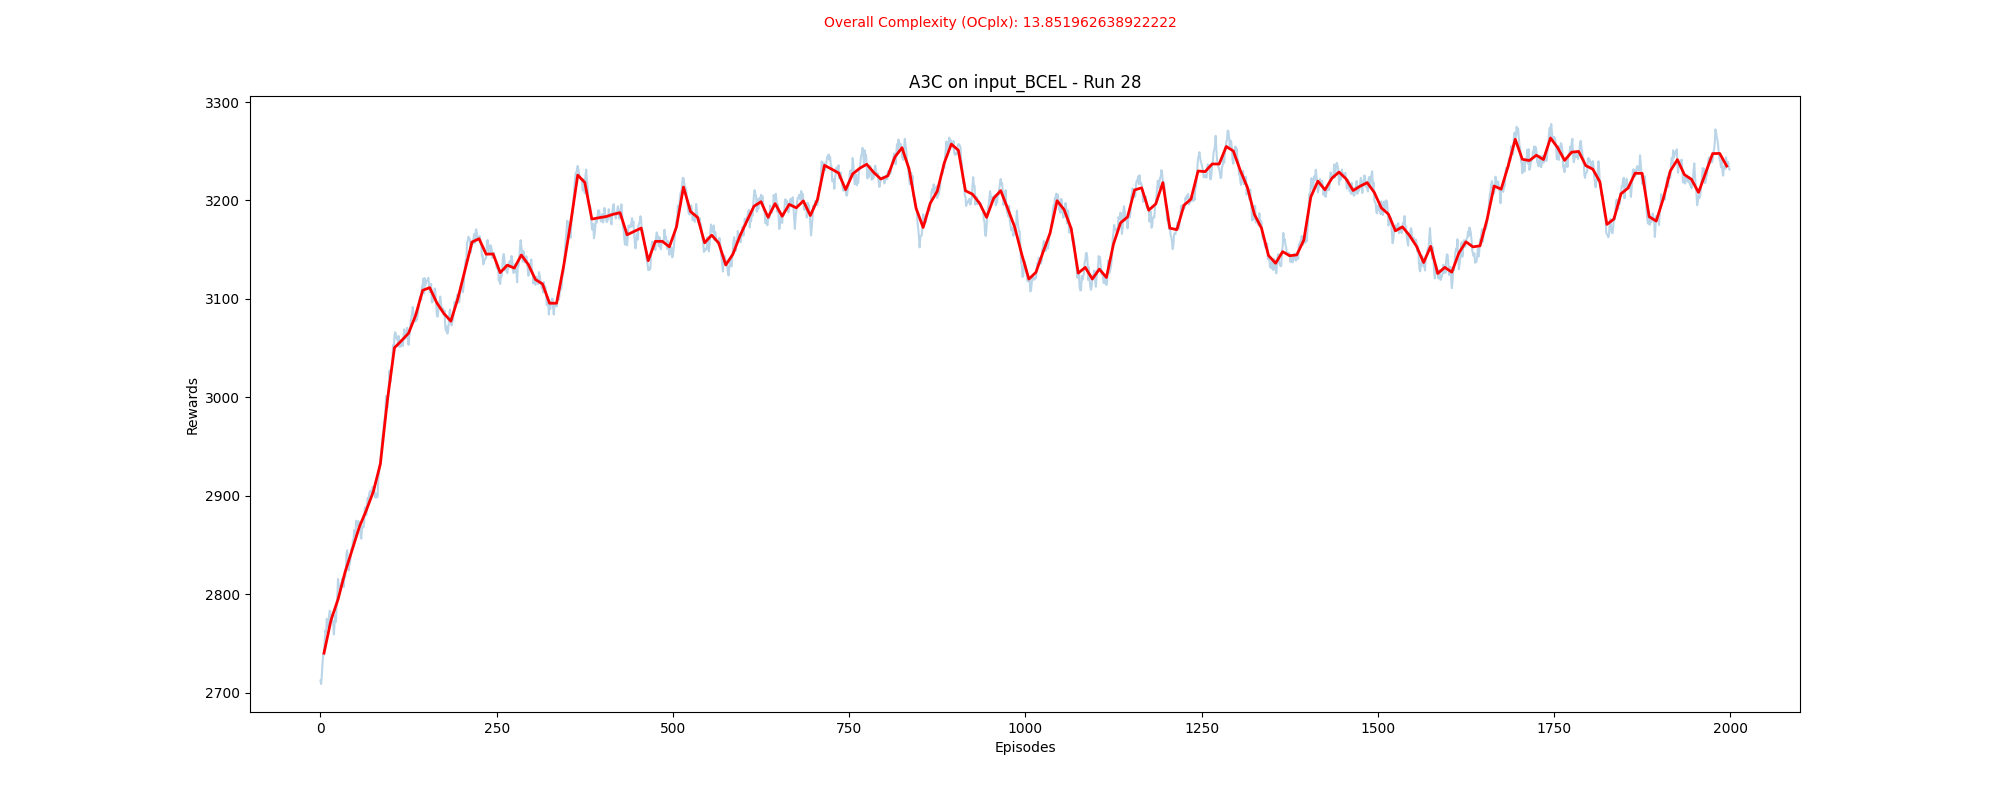 Overall Complexity (OCplx): 13.851962638922222
A3C on input_BCEL - Run 28
Rewards
3300
3200
3100
3000
2900
2800
2700
0 250 500 750 1000 1250 1500 1750 2000
Episodes